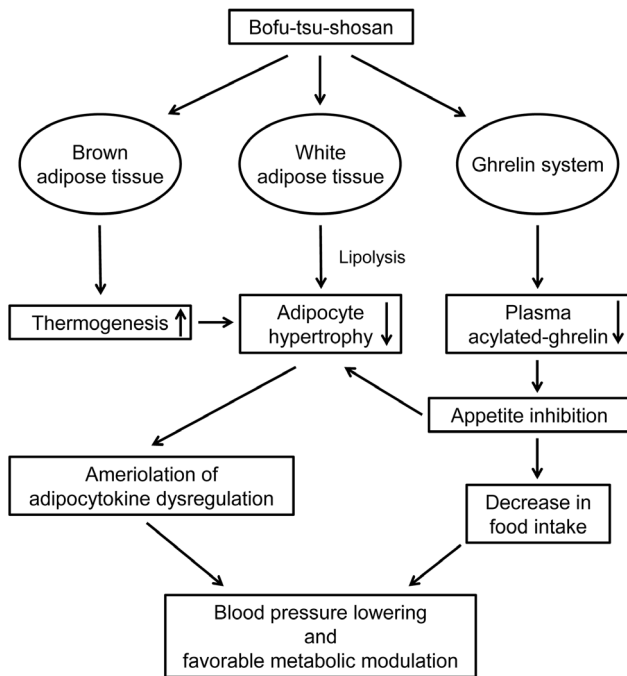 Bofu-tsu-shosan
Brown
adipose tissue
White
adipose tissue
Ghrelin system
Lipolysis
Thermogenesis
Adipocyte
hypertrophy
Plasma
acylated-ghrelin
Appetite inhibition
Ameriolation of
adipocytokine dysregulation
Decrease in
food intake
Blood pressure lowering
and
favorable metabolic modulation